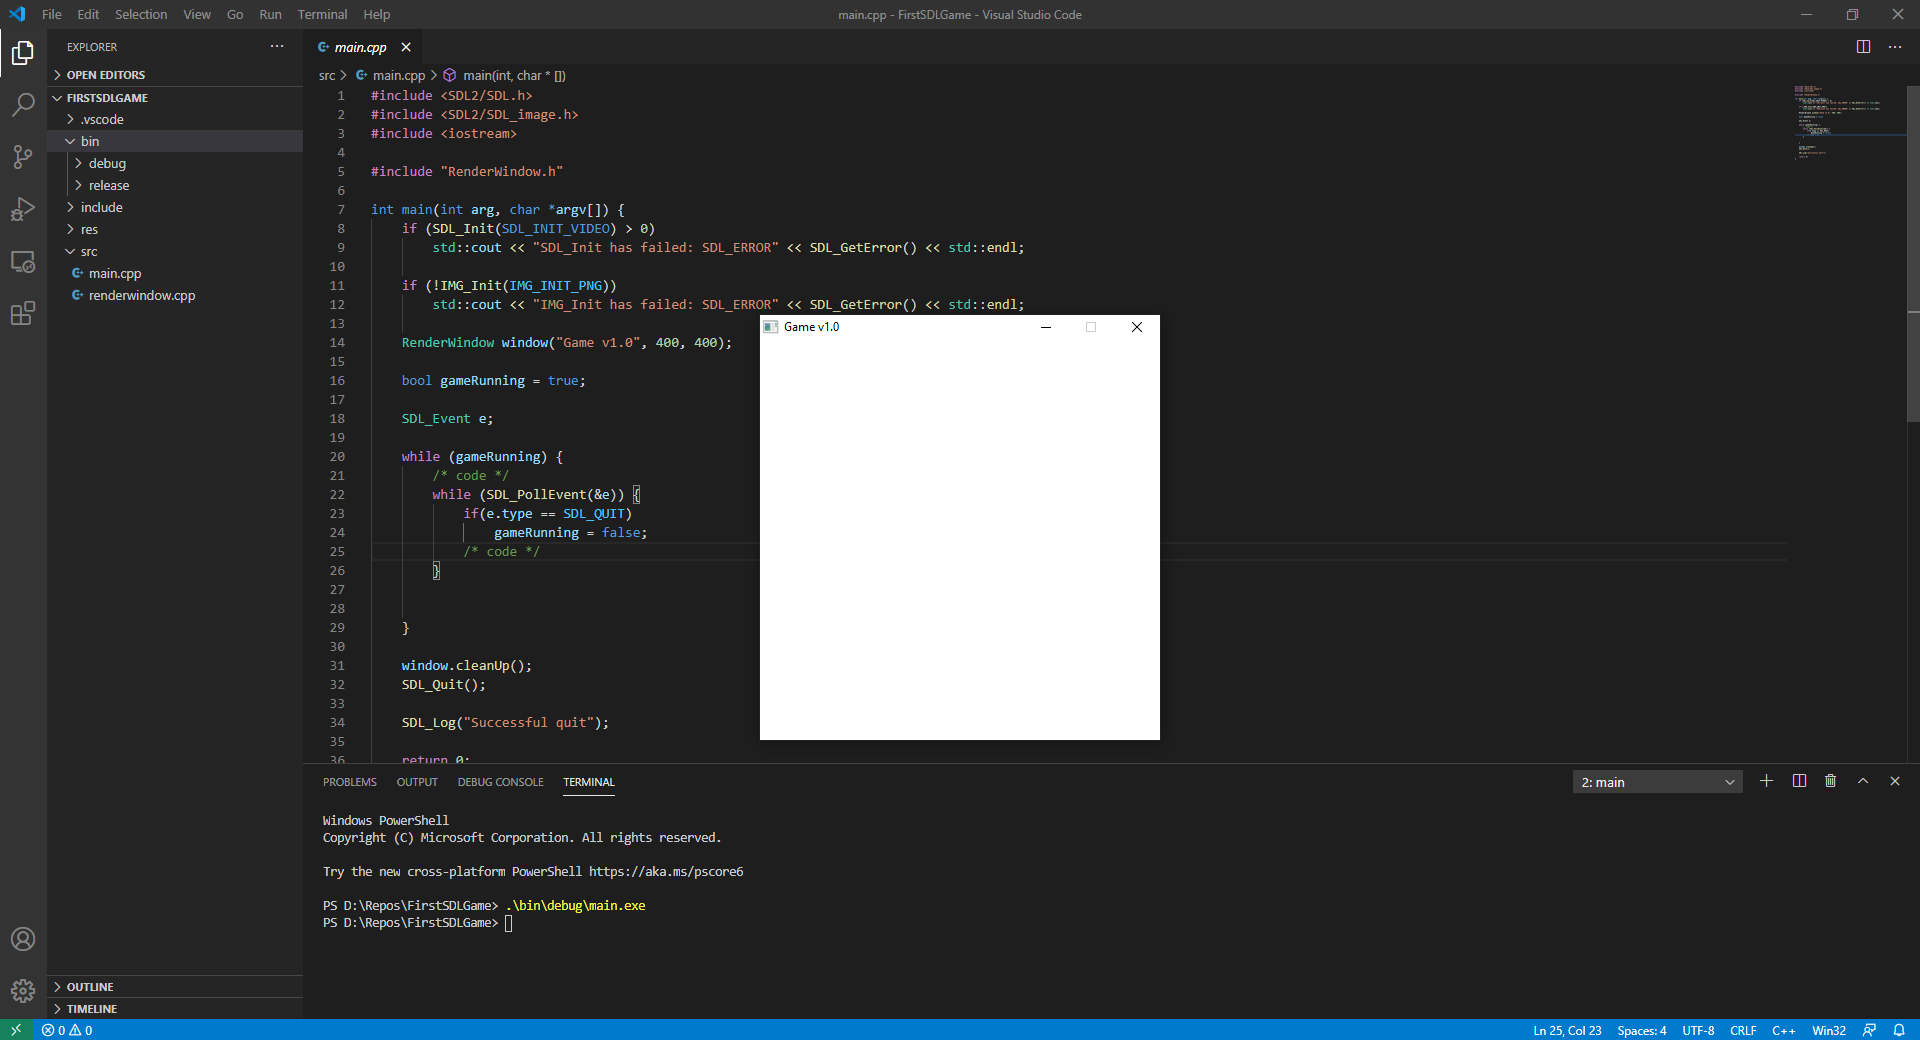 File Edit Selection View Go Run Terminal Help
main.cpp - FirstSDLGame - Visual Studio Code
EXPLORER
OPEN EDITORS
FIRSTSDLGAME
.vscode
bin
debug
release
include
res
src
main.cpp
renderwindow.cpp
OUTLINE
TIMELINE
main.cpp
src > main.cpp > main(int, char * [])
1 #include <SDL2/SDL.h>
2 #include <SDL2/SDL_image.h>
3 #include <iostream>
4
5 #include "RenderWindow.h"
6
7 int main(int arg, char *argv[]) {
8 if (SDL_Init(SDL_INIT_VIDEO) > 0)
9 std::cout << "SDL_Init has failed: SDL_ERROR" << SDL_GetError() << std::endl;
10
11 if (!IMG_Init(IMG_INIT_PNG))
12 std::cout << "IMG_Init has failed: SDL_ERROR" << SDL_GetError() << std::endl;
13
14 RenderWindow window("Game v1.0", 400, 400);
15
16 bool gameRunning = true;
17
18 SDL_Event e;
19
20 while (gameRunning) {
21 /* code */
22 while (SDL_PollEvent(&e)) {
23 if(e.type == SDL_QUIT)
24 gameRunning = false;
25 /* code */
26 }
27
28
29 }
30
31 window.cleanUp();
32 SDL_Quit();
33
34 SDL_Log("Successful quit");
35
36 return 0;
Game v1.0
PROBLEMS OUTPUT DEBUG CONSOLE TERMINAL
2: main
Windows PowerShell
Copyright (C) Microsoft Corporation. All rights reserved.
Try the new cross-platform PowerShell https://aka.ms/pscore6
PS D:\Repos\FirstSDLGame> .\bin\debug\main.exe
PS D:\Repos\FirstSDLGame>
0 0
Ln 25, Col 23 Spaces: 4 UTF-8 CRLF C++ Win32